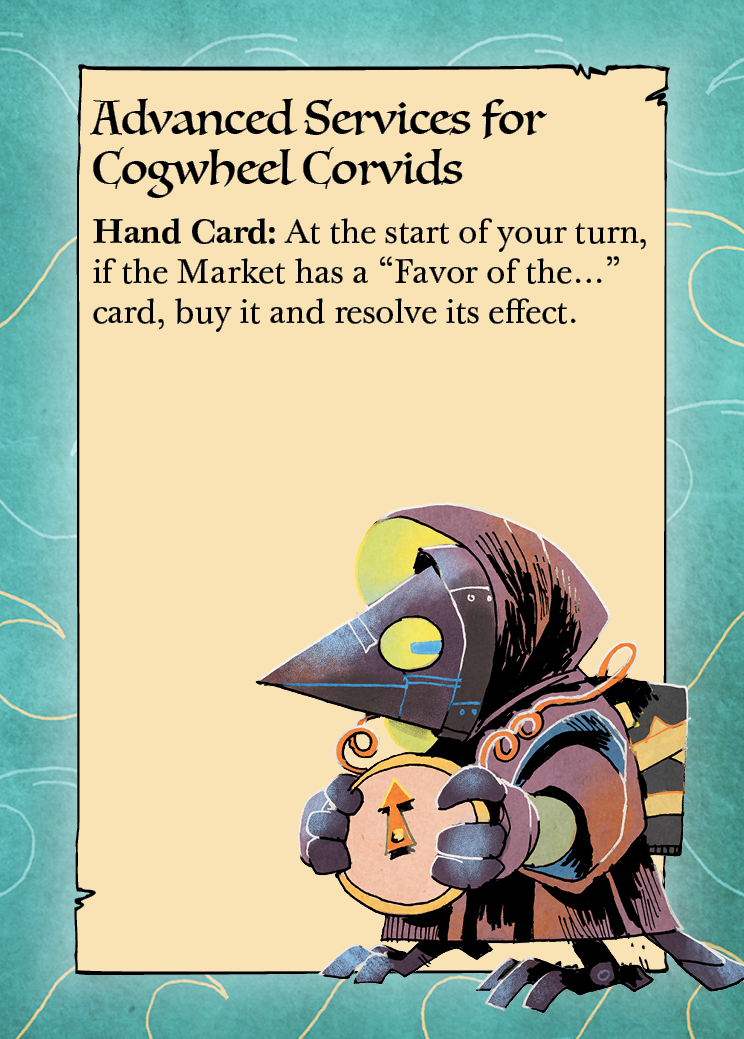 Advanced Services for
Cogwheel Corvids
Hand Card: At the start of your turn,
if the Market has a “Favor of the…”
card, buy it and resolve its effect.